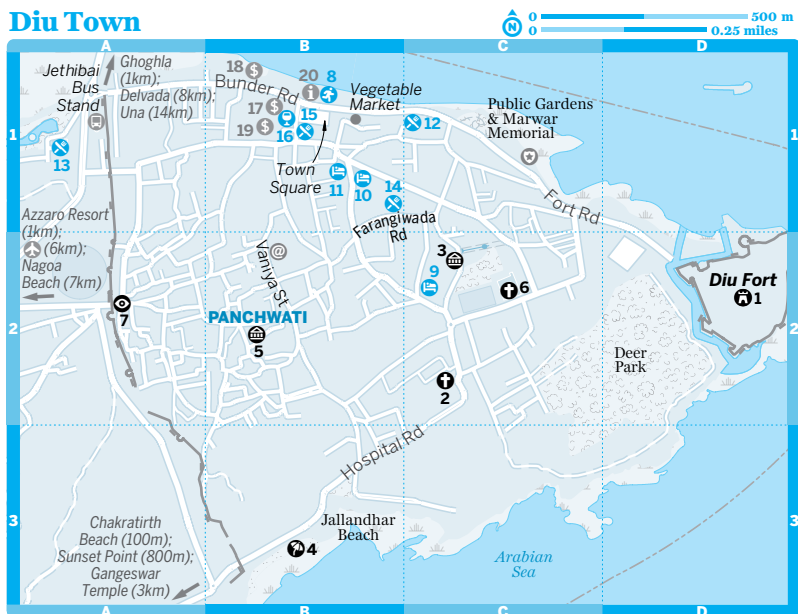 Diu Town
N
0 500 m
0 0.25 miles
A B C D
Jethibai
Bus
Stand
Ghoghla
(1km);
Delvada (8km);
Una (14km)
18
Bunder Rd
20
8
17
15
19
16
Vegetable
Market
12
Public Gardens
& Marwar
Memorial
1
1
13
Town
Square
11
10
14
Farangiwada
Rd
Fort Rd
Azzaro Resort
(1km);
(6km);
Nagoa
Beach (7km)
@
Vaniya St
3
9
6
Diu Fort
1
7
PANCHWATI
5
2
2
Deer
Park
2
Hospital Rd
3
3
Chakratirth
Beach (100m);
Sunset Point (800m);
Gangeswar
Temple (3km)
Jallandhar
Beach
4
Arabian
Sea
A B C D